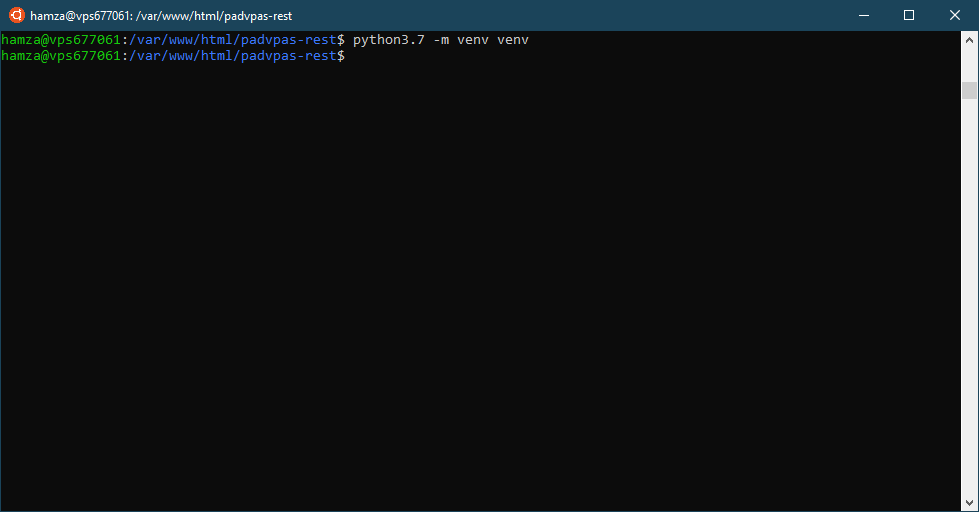 hamza@vps677061: /var/www/html/padvpas-rest
hamza@vps677061:/var/www/html/padvpas-rest$ python3.7 -m venv venv
hamza@vps677061:/var/www/html/padvpas-rest$